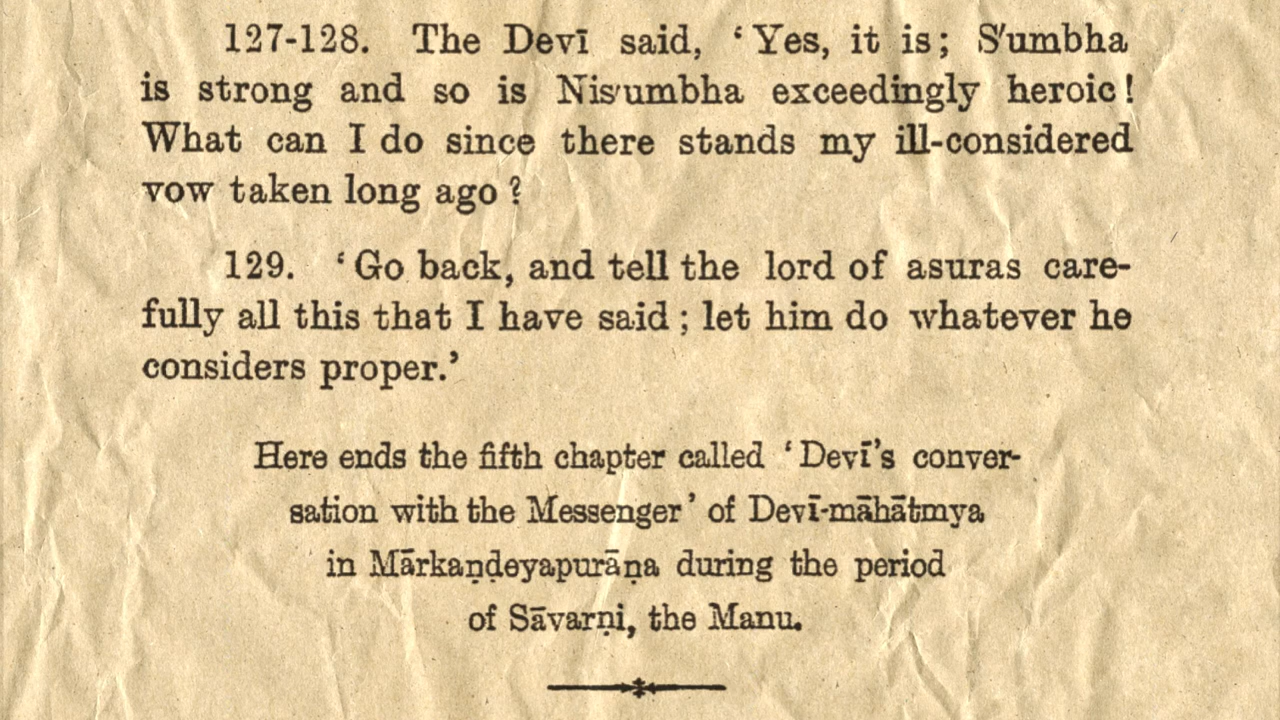 127-128. The Devī said, ‘Yes, it is; S'umbha
is strong and so is Nis'umbha exceedingly heroic!
What can I do since there stands my ill-considered
vow taken long ago?
129. ‘Go back, and tell the lord of asuras care-
fully all this that I have said; let him do whatever he
considers proper.’
Here ends the fifth chapter called ‘Devī's conver-
sation with the Messenger’ of Devī-māhātmya
in Mārkaṇḍeyapurāṇa during the period
of Sāvarṇi, the Manu.